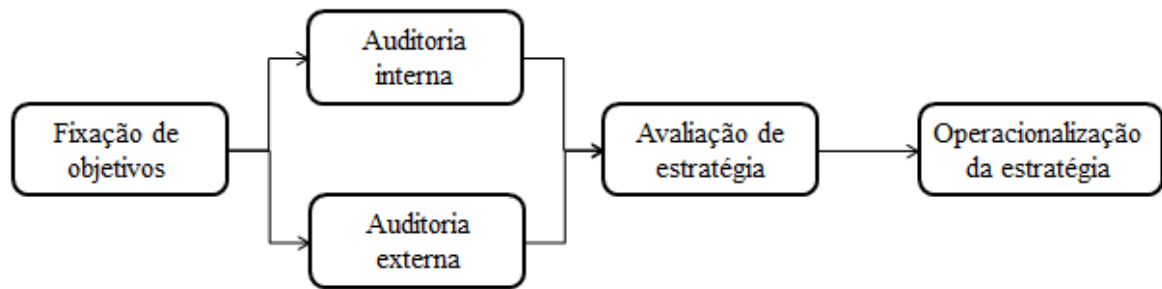 Fixação de
objetivos
Auditoria
interna
Auditoria
externa
Avaliação de
estratégia
Operacionalização
da estratégia